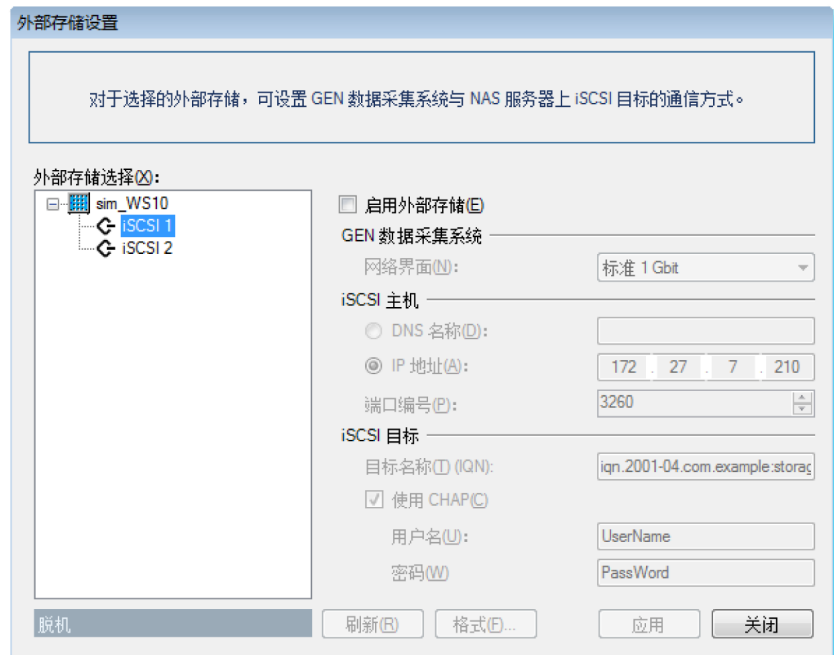 外部存储设置
对于选择的外部存储，可设置 GEN 数据采集系统与 NAS 服务器上 iSCSI 目标的通信方式。
外部存储选择(X)：
sim_WS10
iSCSI 1
iSCSI 2
启用外部存储(E)
GEN 数据采集系统
网络界面(N)： 标准 1 Gbit
iSCSI 主机
DNS 名称(D)：
IP 地址(A)： 172 . 27 . 7 . 210
端口编号(P)： 3260
iSCSI 目标
目标名称(T) (IQN): iqn.2001-04.com.example:storag
使用 CHAP(C)
用户名(U)： UserName
密码(W) PassWord
脱机 刷新(R) 格式(F)... 应用 关闭